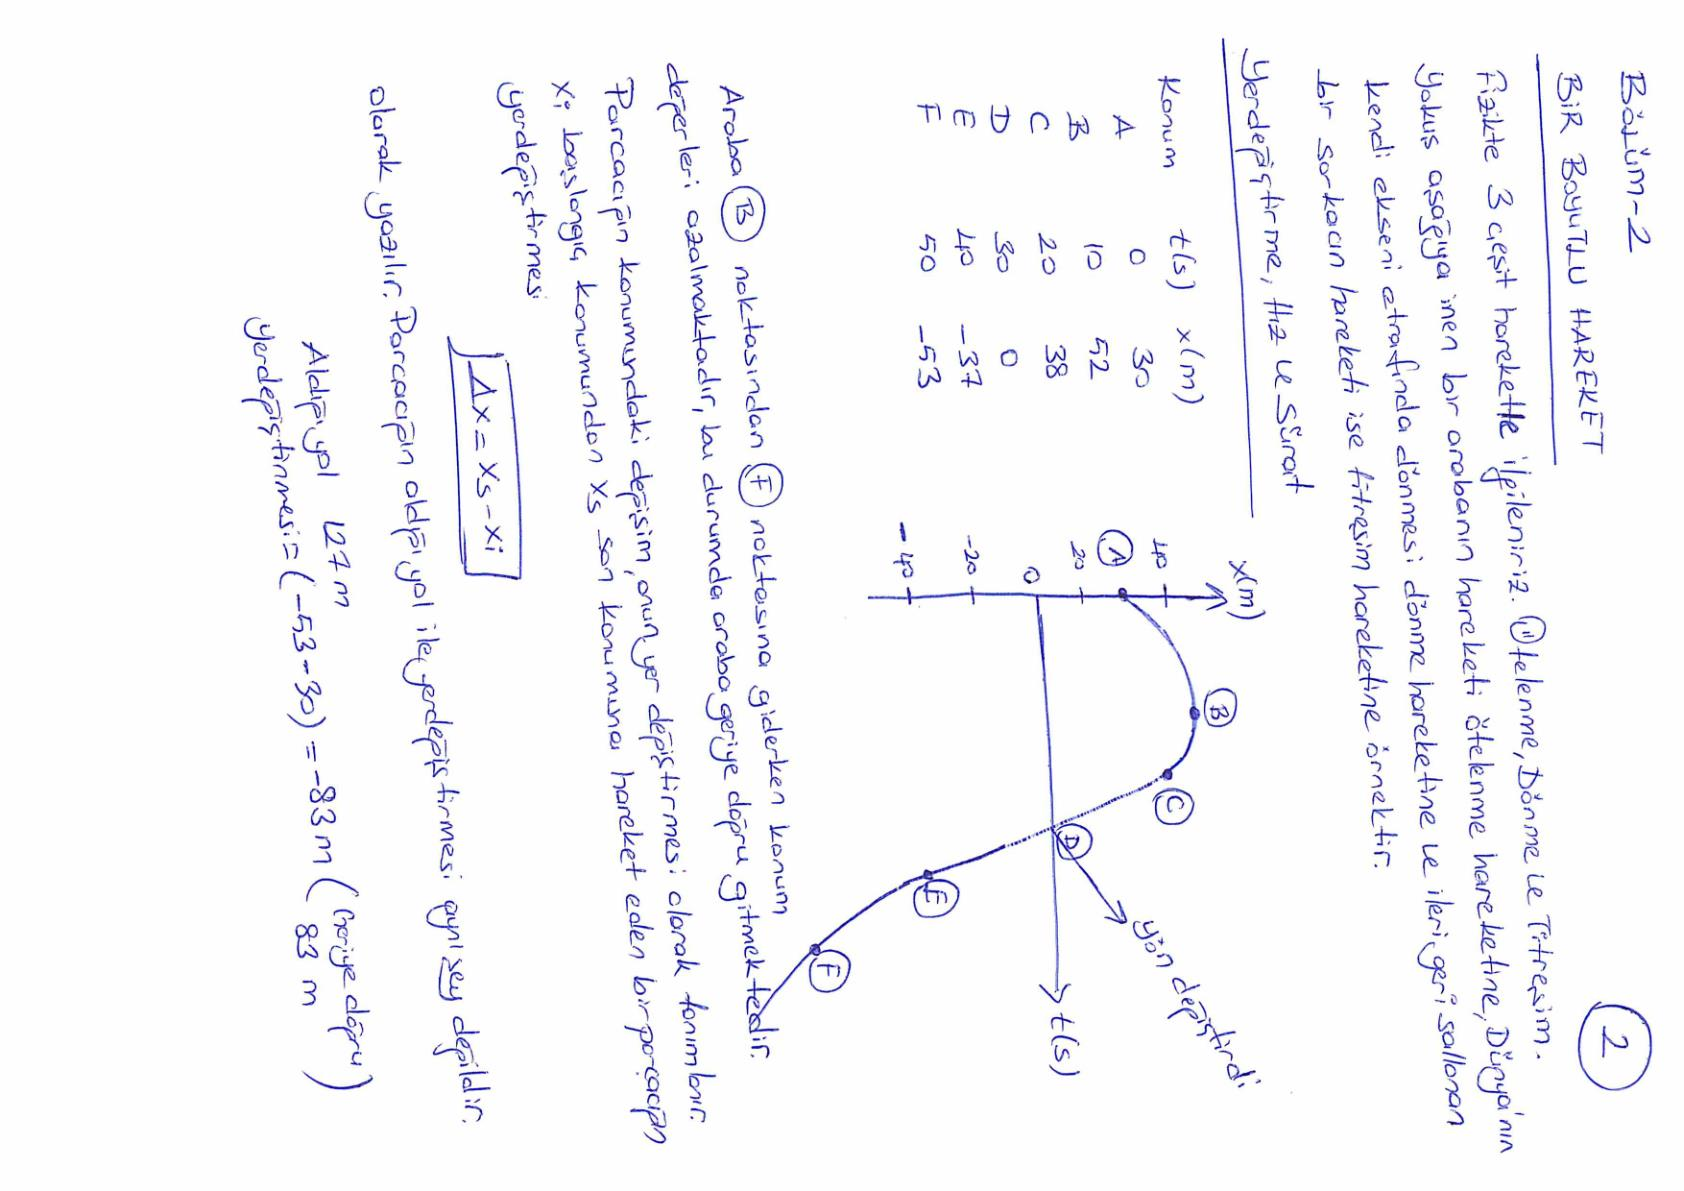 Bölüm-2
2
BİR BOYUTLU HAREKET
Fizikte 3 çeşit hareketle ilgileniriz. Ötelenme, Dönme ve Titreşim.
Yokuş aşağıya inen bir arabanın hareketi ötelenme hareketine, Dünya'nın
kendi ekseni etrafında dönmesi dönme hareketine ve ileri geri sallanan
bir sarkacın hareketi ise titreşim hareketine örnektir.
Yerdeğiştirme, Hız ve Sürat
Konum t(s) x(m)
A 0 30
B 10 52
C 20 38
D 30 0
E 40 -37
F 50 -53
x(m)
40
A
20
0
-20
-40
B
C
D
E
F
yön değiştirdi
t(s)
Araba B noktasından F noktasına giderken konum
değerleri azalmaktadır, bu durumda araba geriye doğru gitmektedir.
Parçacığın konumundaki değişim, onun yer değiştirmesi olarak tanımlanır.
xi başlangıç konumundan xs son konumuna hareket eden bir parçacığın
yerdeğiştirmesi
Δx = xs - xi
olarak yazılır. Parçacığın aldığı yol ile, yerdeğiştirmesi aynı şey değildir.
Aldığı yol 127 m
yerdeğiştirmesi = (-53-30) = -83 m (Geriye doğru
83 m)